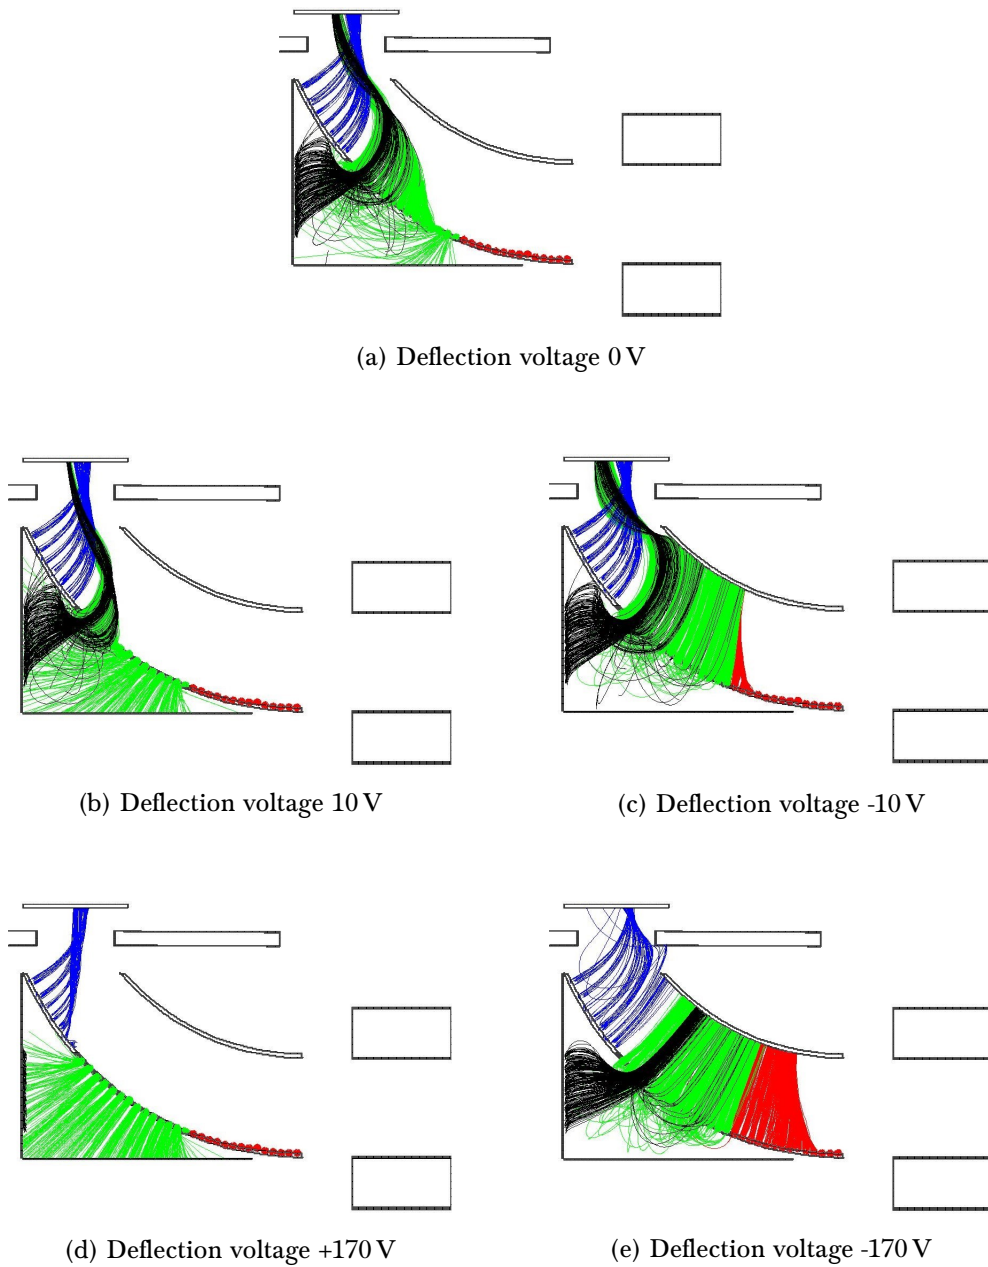 (a) Deflection voltage 0 V
(b) Deflection voltage 10 V
(c) Deflection voltage -10 V
(d) Deflection voltage +170 V
(e) Deflection voltage -170 V